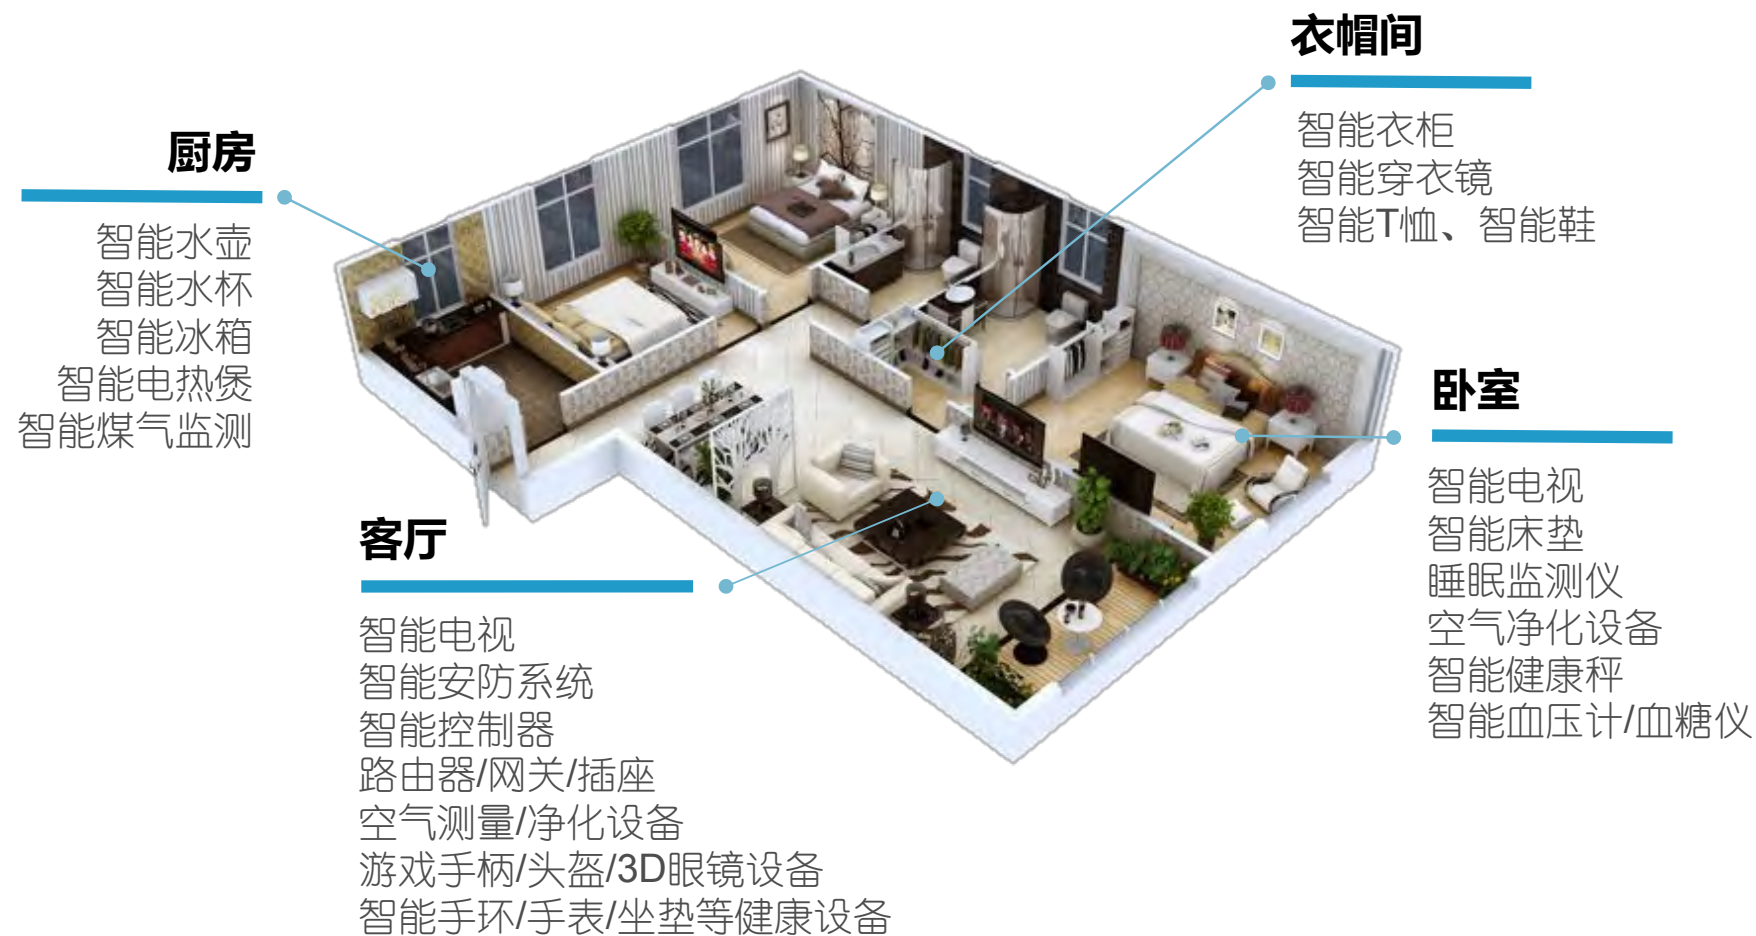 厨房
智能水壶
智能水杯
智能冰箱
智能电热煲
智能煤气监测
衣帽间
智能衣柜
智能穿衣镜
智能T恤、智能鞋
卧室
智能电视
智能床垫
睡眠监测仪
空气净化设备
智能健康秤
智能血压计/血糖仪
客厅
智能电视
智能安防系统
智能控制器
路由器/网关/插座
空气测量/净化设备
游戏手柄/头盔/3D眼镜设备
智能手环/手表/坐垫等健康设备